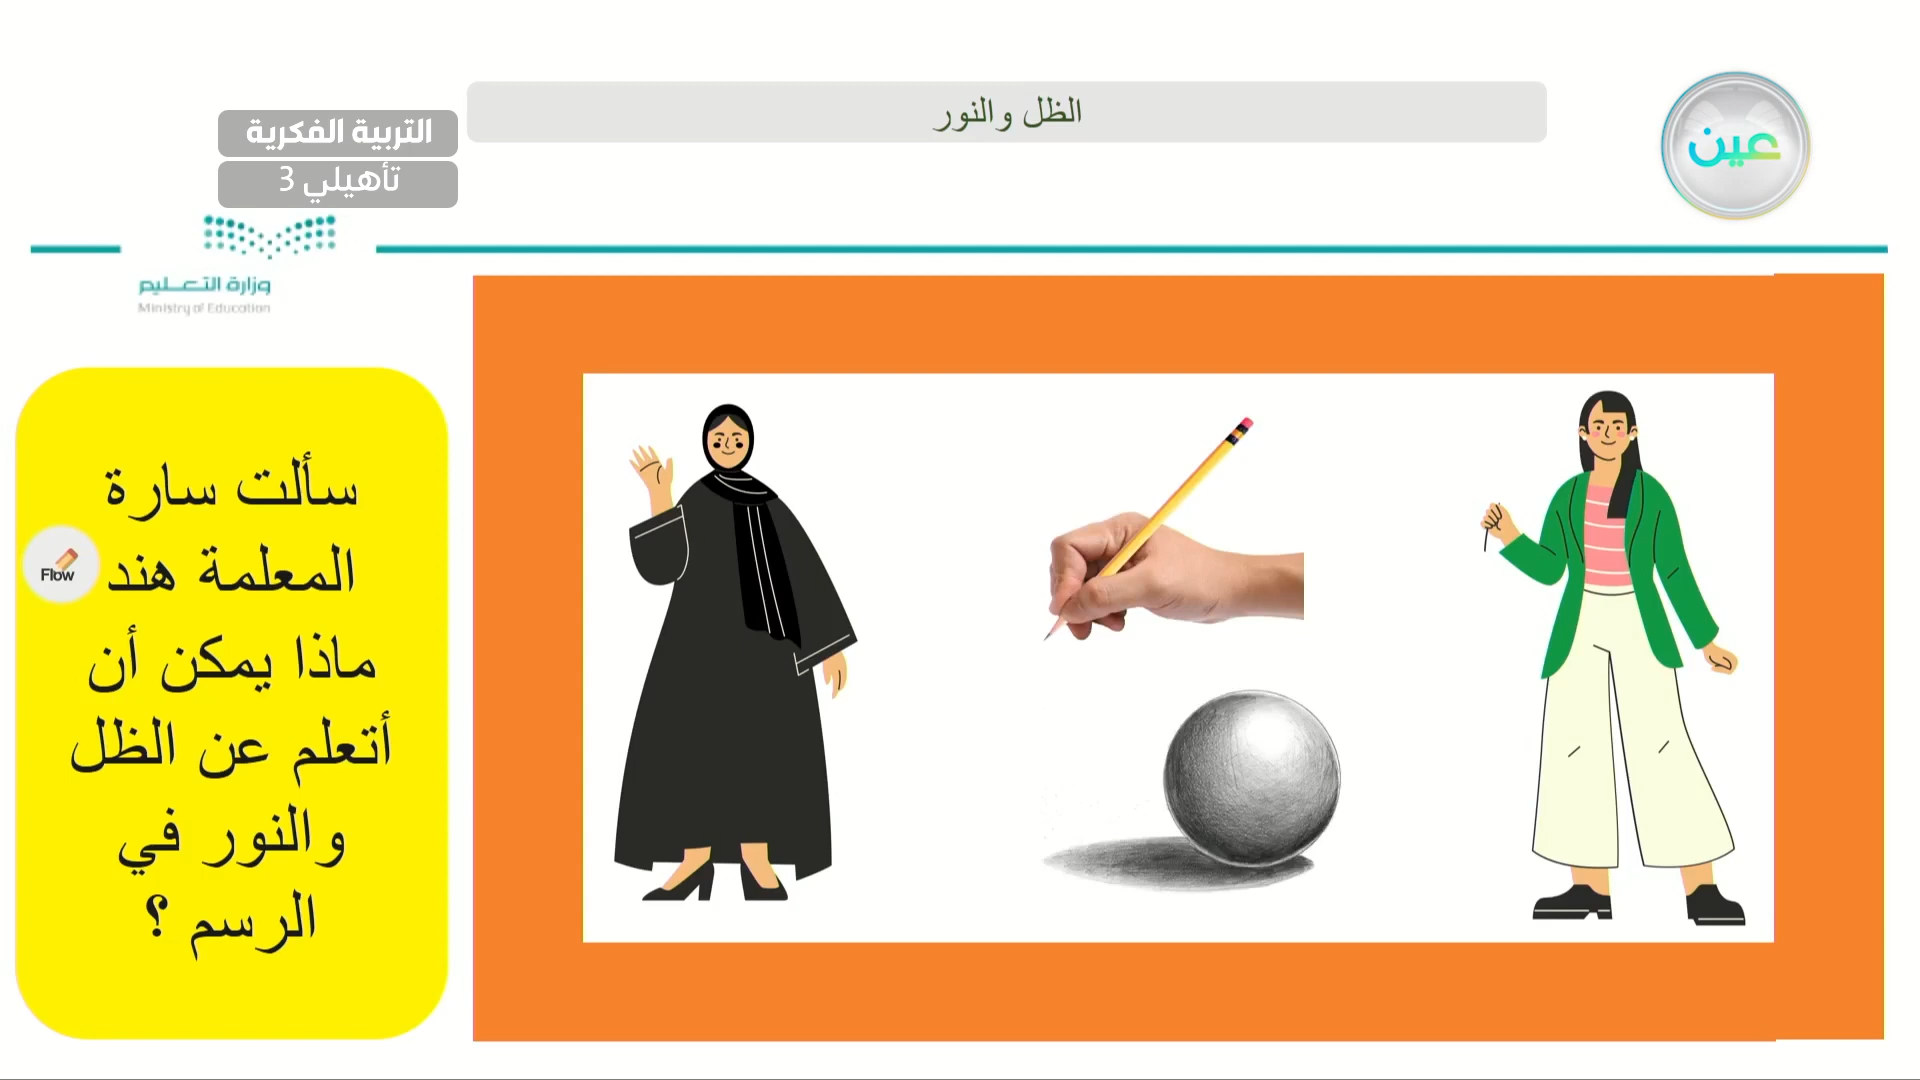 الظل والنور
عين
التربية الفكرية
تأهيلي 3
وزارة التعـليم
Ministry of Education
سألت سارة
المعلمة هند
ماذا يمكن أن
أتعلم عن الظل
والنور في
الرسم ؟
Flow